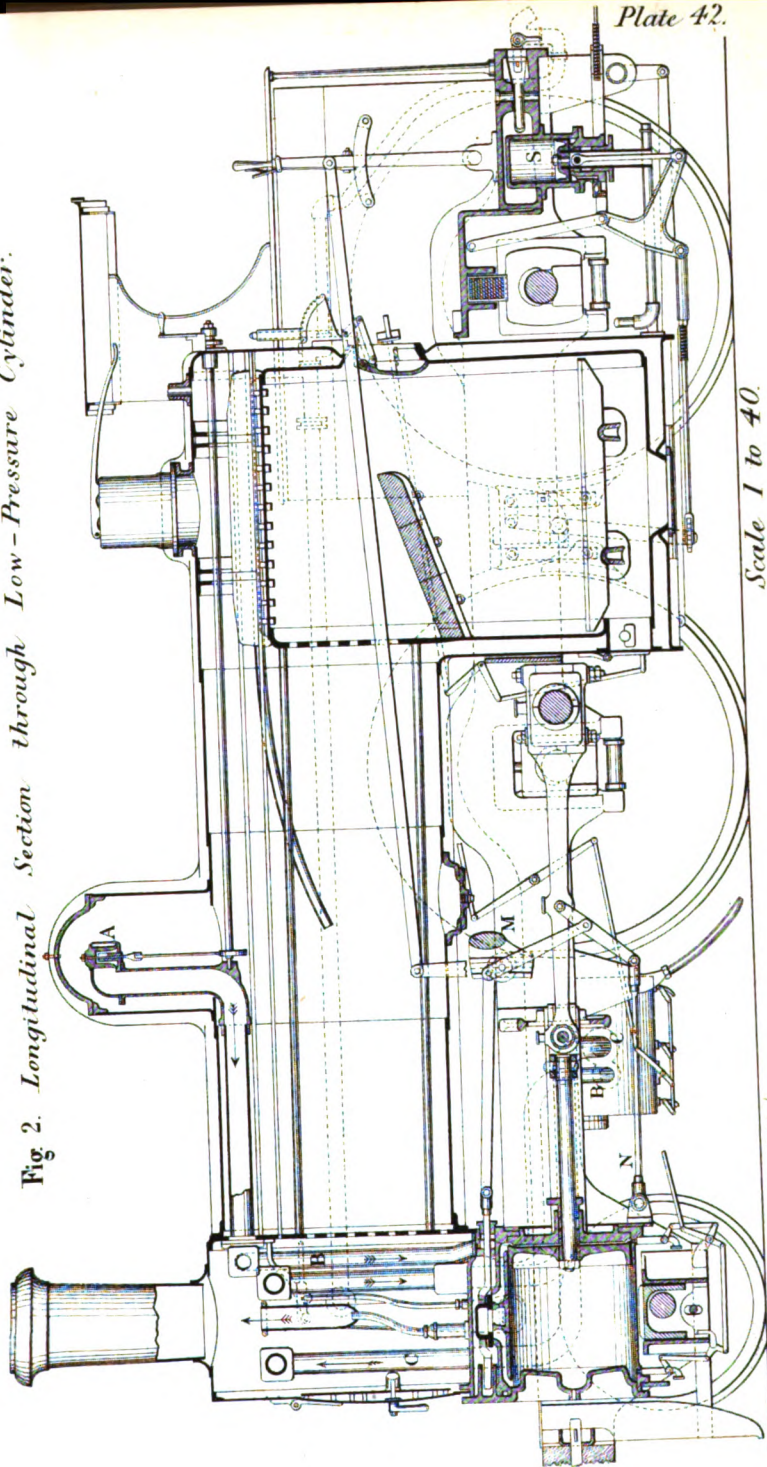 Plate 42.
Fig. 2. Longitudinal Section through Low-Pressure Cylinder.
A
B
C
M
B
C
N
S
Scale 1 to 40.